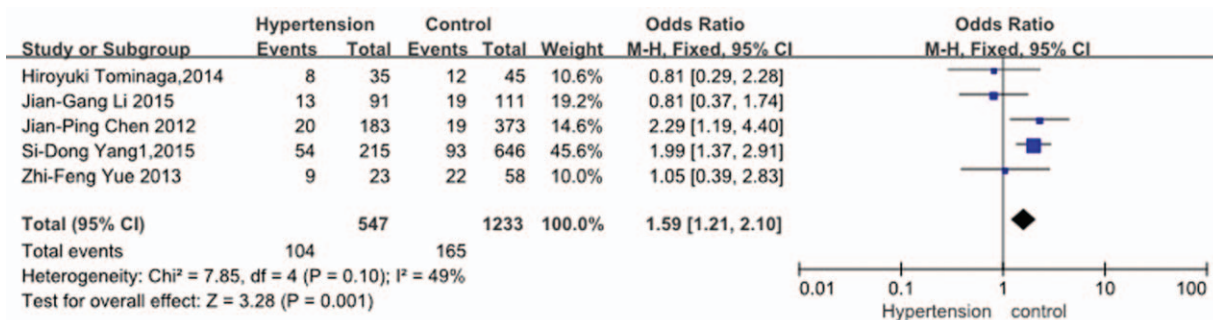 Hypertension Control Odds Ratio Odds Ratio
Study or Subgroup Events Total Events Total Weight M-H, Fixed, 95% CI M-H, Fixed, 95% CI
Hiroyuki Tominaga,2014 8 35 12 45 10.6% 0.81 [0.29, 2.28]
Jian-Gang Li 2015 13 91 19 111 19.2% 0.81 [0.37, 1.74]
Jian-Ping Chen 2012 20 183 19 373 14.6% 2.29 [1.19, 4.40]
Si-Dong Yang1,2015 54 215 93 646 45.6% 1.99 [1.37, 2.91]
Zhi-Feng Yue 2013 9 23 22 58 10.0% 1.05 [0.39, 2.83]
Total (95% CI) 547 1233 100.0% 1.59 [1.21, 2.10]
Total events 104 165
Heterogeneity: Chi² = 7.85, df = 4 (P = 0.10); I² = 49%
Test for overall effect: Z = 3.28 (P = 0.001)
0.01 0.1 1 10 100
Hypertension control